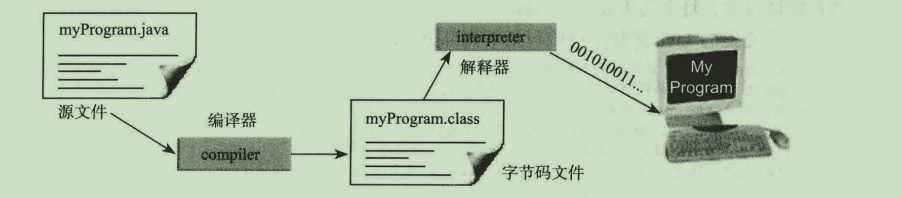 myProgram.java
源文件
编译器
compiler
myProgram.class
字节码文件
interpreter
解释器
001010011...
My
Program